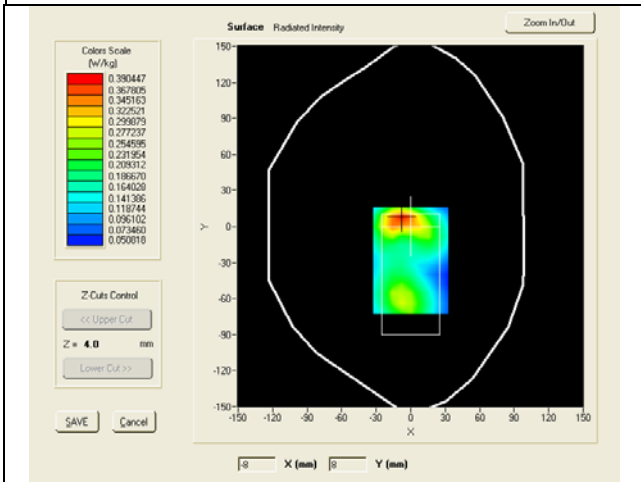 Surface Radiated Intensity
Zoom In/Out
Colors Scale
(W/kg)
0.390447
0.367805
0.345163
0.322521
0.299879
0.277237
0.254595
0.231954
0.209312
0.186670
0.164028
0.141386
0.118744
0.096102
0.073460
0.050818
Z-Cuts Control
<< Upper Cut
Z = 4.0 mm
Lower Cut >>
SAVE Cancel
150
120
90
60
30
0
-30
-60
-90
-120
-150
Y
-150 -120 -90 -60 -30 0 30 60 90 120 150
X
-8 X (mm) 8 Y (mm)